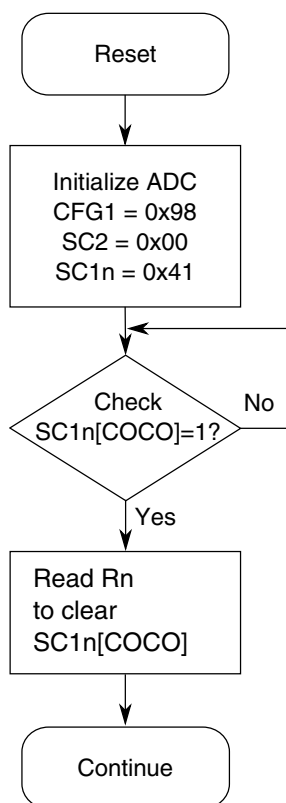 Reset
Initialize ADC
CFG1 = 0x98
SC2 = 0x00
SC1n = 0x41
Check
SC1n[COCO]=1?
No
Yes
Read Rn
to clear
SC1n[COCO]
Continue